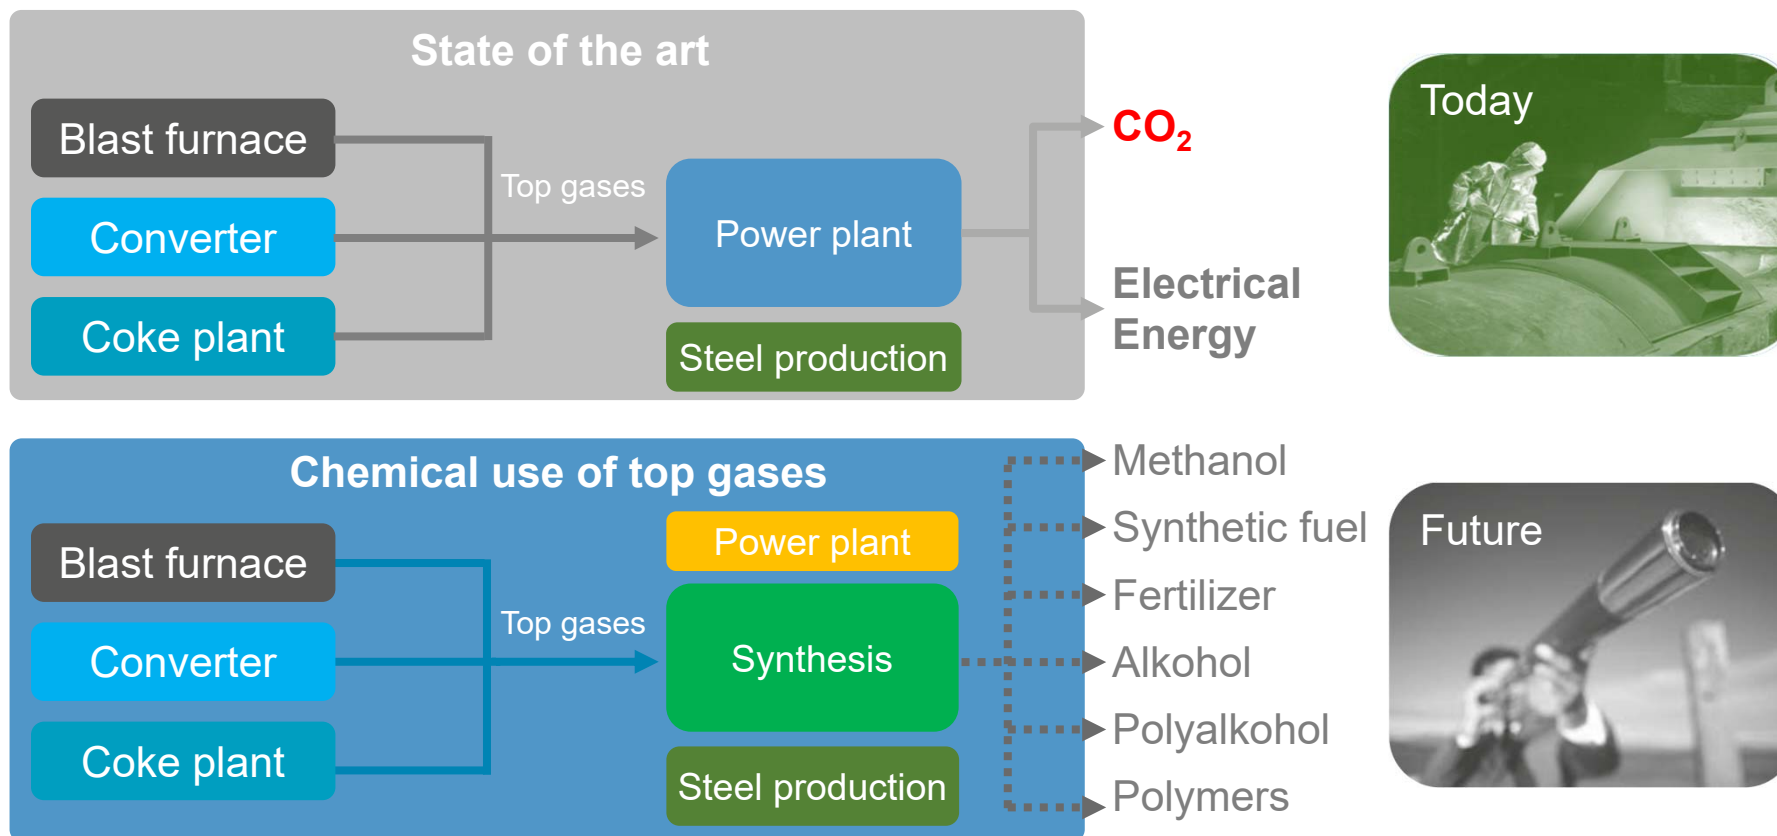 State of the art
Blast furnace
Converter
Coke plant
Top gases
Power plant
Steel production
CO₂
Electrical
Energy
Today
Chemical use of top gases
Blast furnace
Converter
Coke plant
Top gases
Power plant
Synthesis
Steel production
Methanol
Synthetic fuel
Fertilizer
Alkohol
Polyalkohol
Polymers
Future